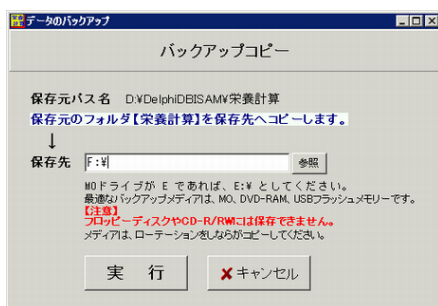 データのバックアップ
バックアップコピー
保存元パス名 D:¥DelphiDBISAM¥栄養計算
保存元のフォルダ【栄養計算】を保存先へコピーします。
↓
保存先 F:¥ 参照
MOドライブが E であれば、E:¥ としてください。
最適なバックアップメディアは、MO、DVD-RAM、USBフラッシュメモリーです。
【注意】
フロッピーディスクやCD-R/RWには保存できません。
メディアは、ローテーションをしならがコピーしてください。
実 行 キャンセル